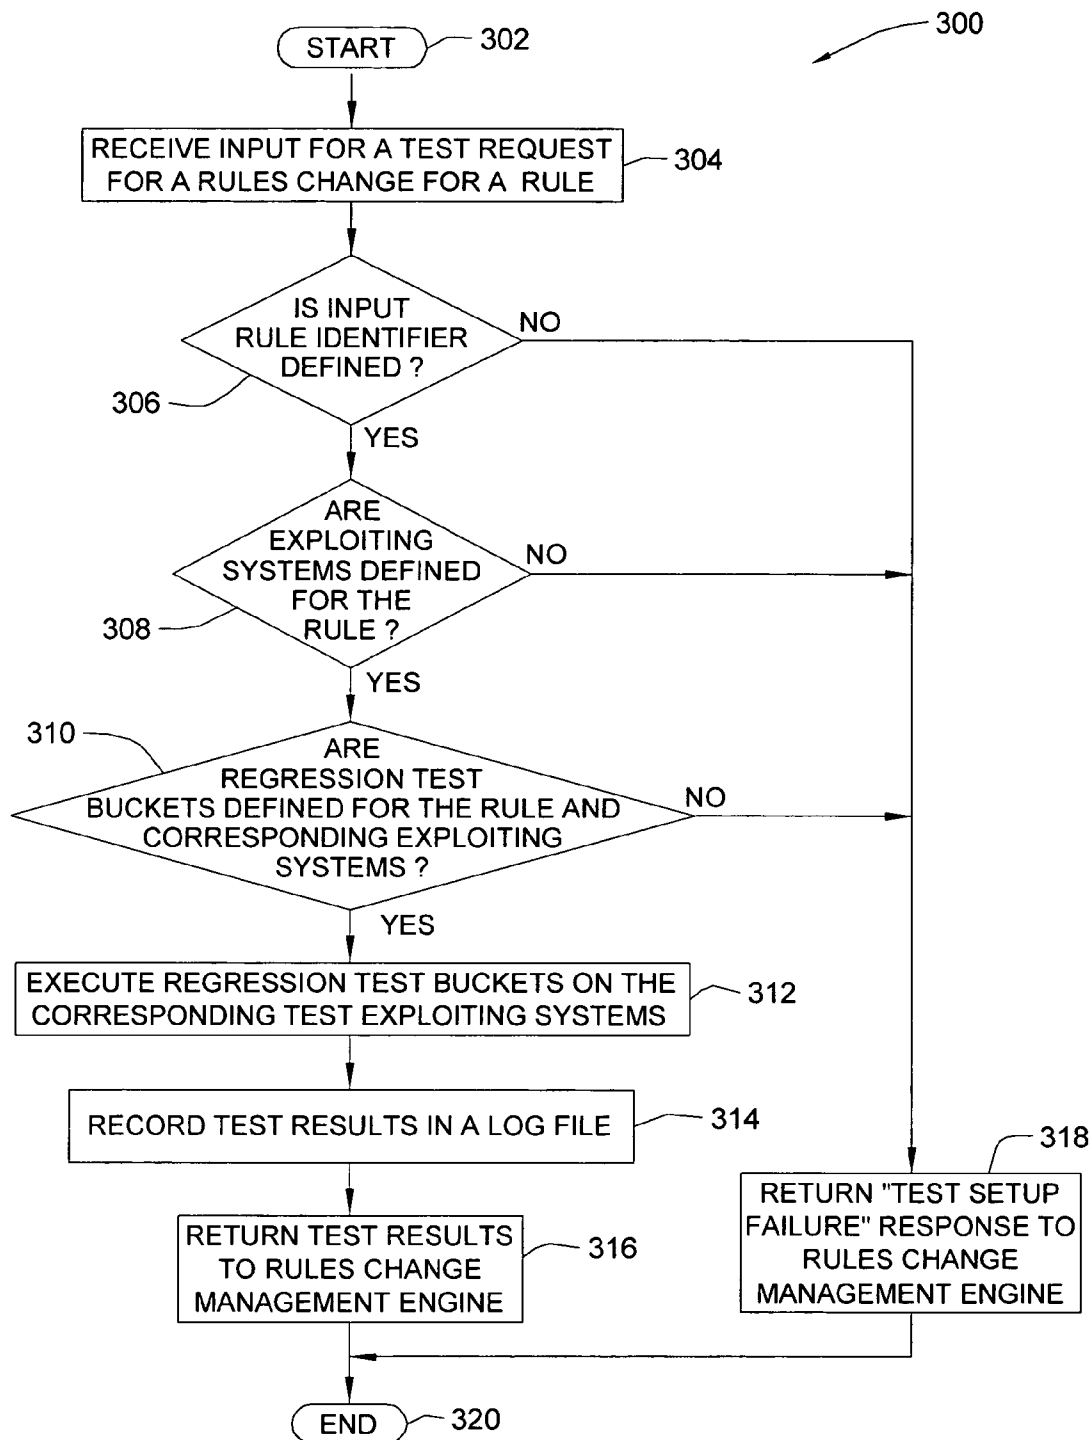 300
START
302
RECEIVE INPUT FOR A TEST REQUEST
FOR A RULES CHANGE FOR A RULE
304
IS INPUT
RULE IDENTIFIER
DEFINED ?
NO
306
YES
ARE
EXPLOITING
SYSTEMS DEFINED
FOR THE
RULE ?
NO
308
YES
310
ARE
REGRESSION TEST
BUCKETS DEFINED FOR THE RULE AND
CORRESPONDING EXPLOITING
SYSTEMS ?
NO
YES
EXECUTE REGRESSION TEST BUCKETS ON THE
CORRESPONDING TEST EXPLOITING SYSTEMS
312
RECORD TEST RESULTS IN A LOG FILE
314
RETURN TEST RESULTS
TO RULES CHANGE
MANAGEMENT ENGINE
316
318
RETURN "TEST SETUP
FAILURE" RESPONSE TO
RULES CHANGE
MANAGEMENT ENGINE
END
320